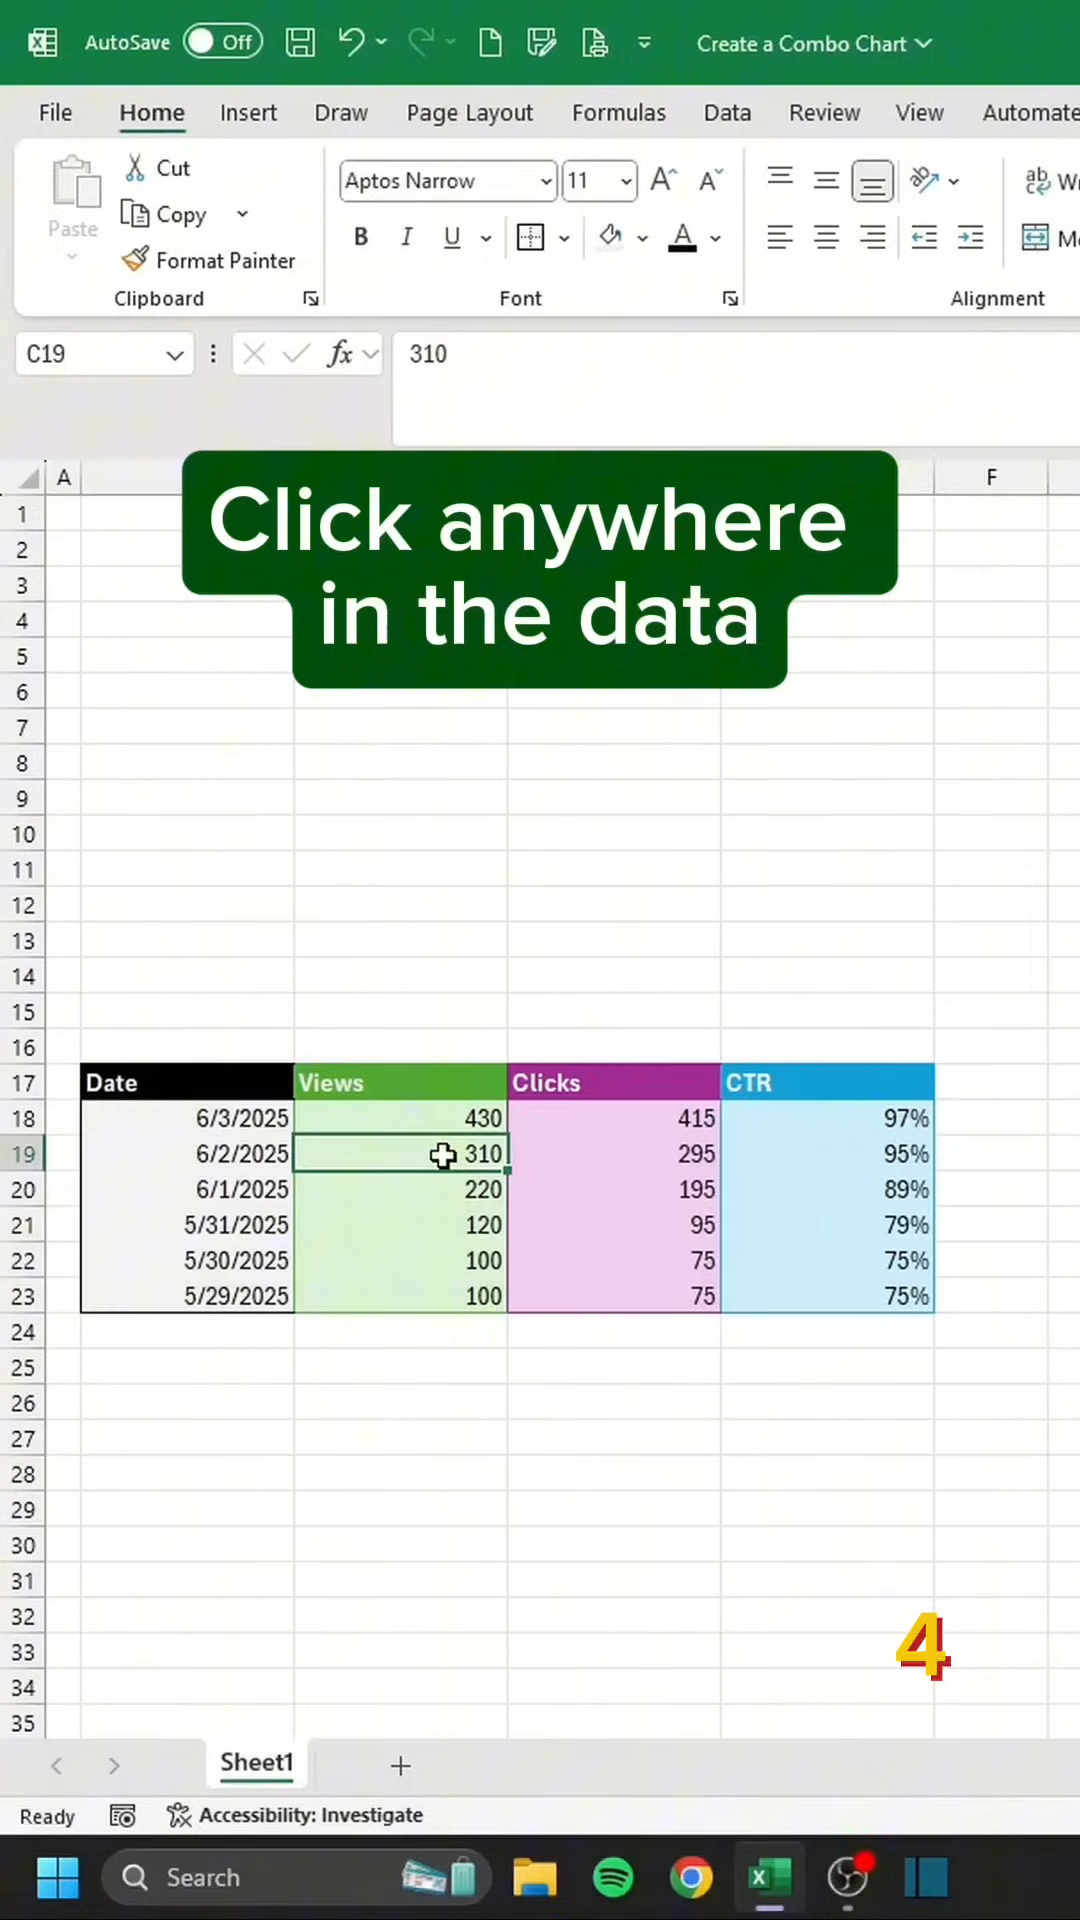 AutoSave Off Create a Combo Chart
File Home Insert Draw Page Layout Formulas Data Review View Automate
Cut
Copy
Paste
Format Painter
Clipboard
Aptos Narrow 11 A A
B I U A
Font
ab
c
Alignment
C19 fx 310
A F
Click anywhere
in the data
1
2
3
4
5
6
7
8
9
10
11
12
13
14
15
16
17 Date Views Clicks CTR
18 6/3/2025 430 415 97%
19 6/2/2025 310 295 95%
20 6/1/2025 220 195 89%
21 5/31/2025 120 95 79%
22 5/30/2025 100 75 75%
23 5/29/2025 100 75 75%
24
25
26
27
28
29
30
31
32
33
34
35
4
Sheet1
Ready Accessibility: Investigate
Search